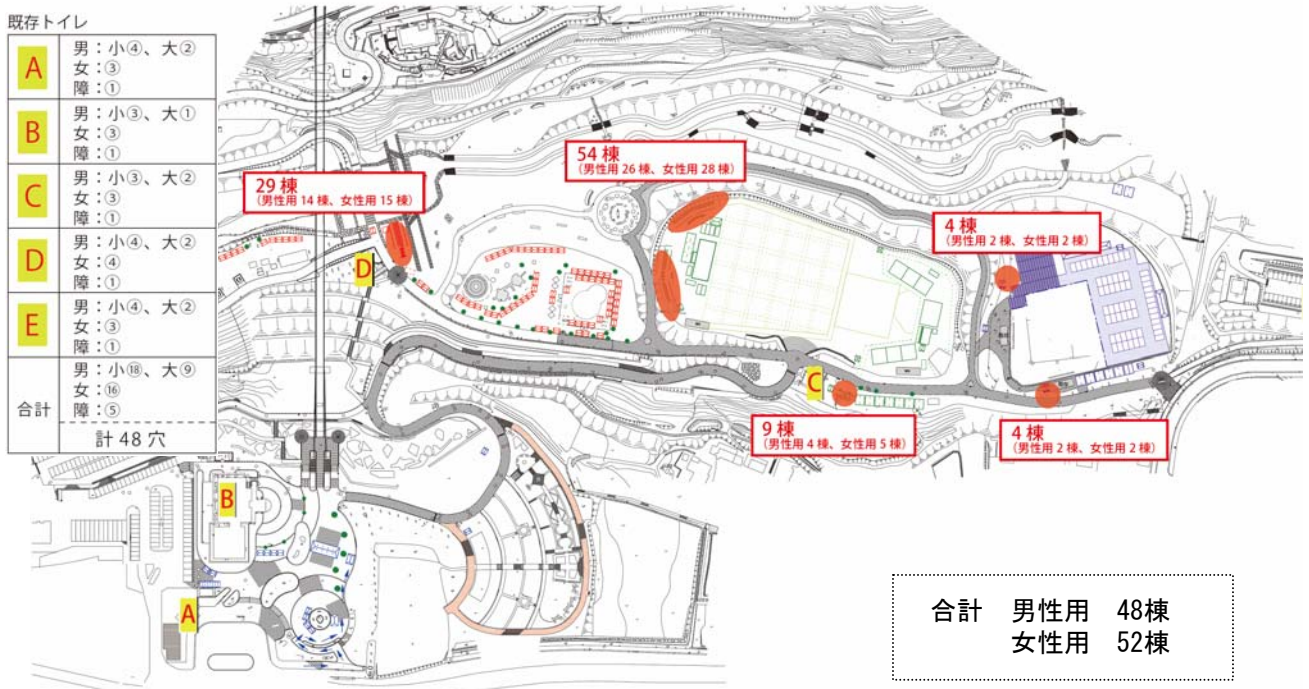 既存トイレ
A
男：小④、大②
女：③
障：①
B
男：小③、大①
女：③
障：①
C
男：小③、大②
女：③
障：①
D
男：小④、大②
女：④
障：①
E
男：小④、大②
女：③
障：①
合計
男：小⑱、大⑨
女：⑯
障：⑤
計 48 穴
54 棟
（男性用 26 棟、女性用 28 棟）
29 棟
（男性用 14 棟、女性用 15 棟）
4 棟
（男性用 2 棟、女性用 2 棟）
D
C
9 棟
（男性用 4 棟、女性用 5 棟）
4 棟
（男性用 2 棟、女性用 2 棟）
B
A
合計　男性用　48棟
女性用　52棟